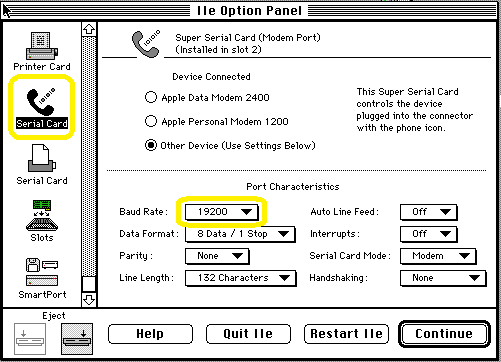 IIe Option Panel
Printer Card
Serial Card
Serial Card
Slots
SmartPort
Eject
Super Serial Card (Modem Port)
(Installed in slot 2)
Device Connected
Apple Data Modem 2400
Apple Personal Modem 1200
Other Device (Use Settings Below)
This Super Serial Card
controls the device
plugged into the connector
with the phone icon.
Port Characteristics
Baud Rate: 19200
Auto Line Feed: Off
Data Format: 8 Data / 1 Stop
Interrupts: Off
Parity: None
Serial Card Mode: Modem
Line Length: 132 Characters
Handshaking: None
Help
Quit IIe
Restart IIe
Continue